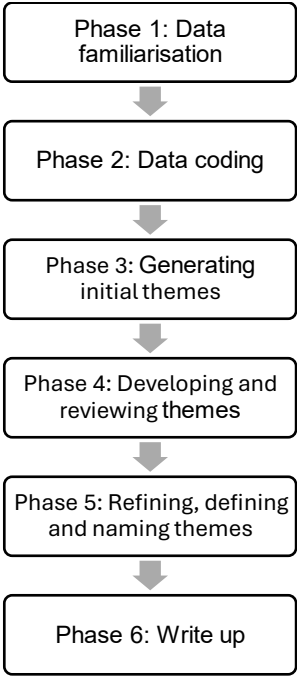 Phase 1: Data
familiarisation
Phase 2: Data coding
Phase 3: Generating
initial themes
Phase 4: Developing and
reviewing themes
Phase 5: Refining, defining
and naming themes
Phase 6: Write up